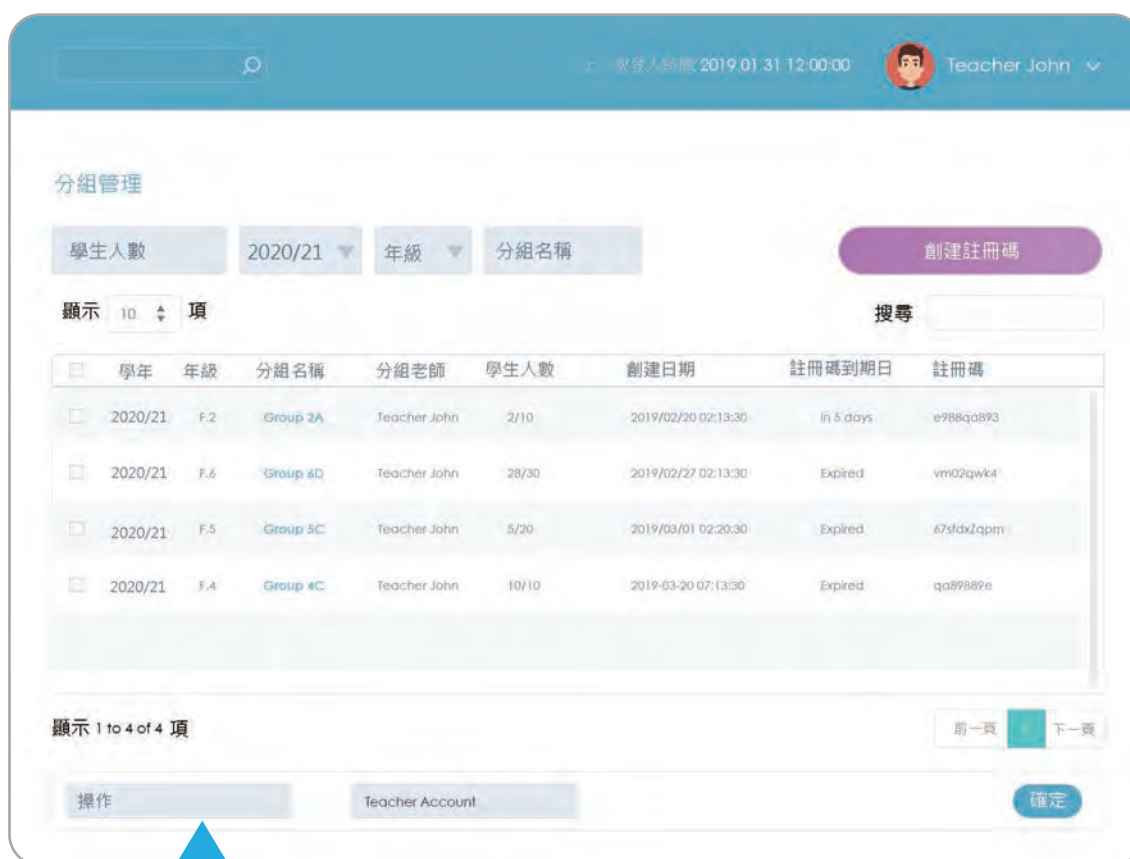 2019.01.31 12:00:00 Teacher John
分組管理
學生人數 2020/21 年級 分組名稱 創建註冊碼
顯示 10 項 搜尋
學年 年級 分組名稱 分組老師 學生人數 創建日期 註冊碼到期日 註冊碼
2020/21 F.2 Group 2A Teacher John 2/10 2019/02/20 02:13:30 in 5 days e988qa893
2020/21 F.6 Group 6D Teacher John 28/30 2019/02/27 02:13:30 Expired vm02qwk4
2020/21 F.5 Group 5C Teacher John 5/20 2019/03/01 02:20:30 Expired
2020/21 F.4 Group 4C Teacher John 10/10 2019-03-20 07:13:30 Expired qa89889e
顯示 1 to 4 of 4 項 前一頁 下一頁
操作 Teacher Account 確定